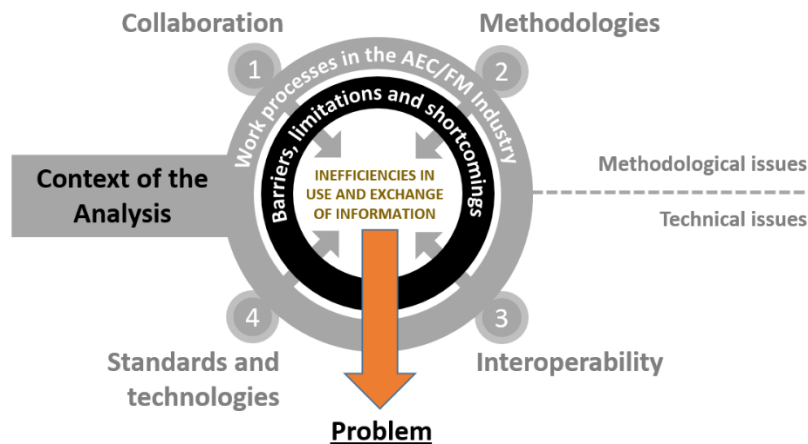 Collaboration
Methodologies
1
2
Work processes in the AEC/FM Industry
Barriers, limitations and shortcomings
INEFFICIENCIES IN
USE AND EXCHANGE
OF INFORMATION
Context of the
Analysis
Methodological issues
Technical issues
4
3
Standards and
technologies
Interoperability
Problem